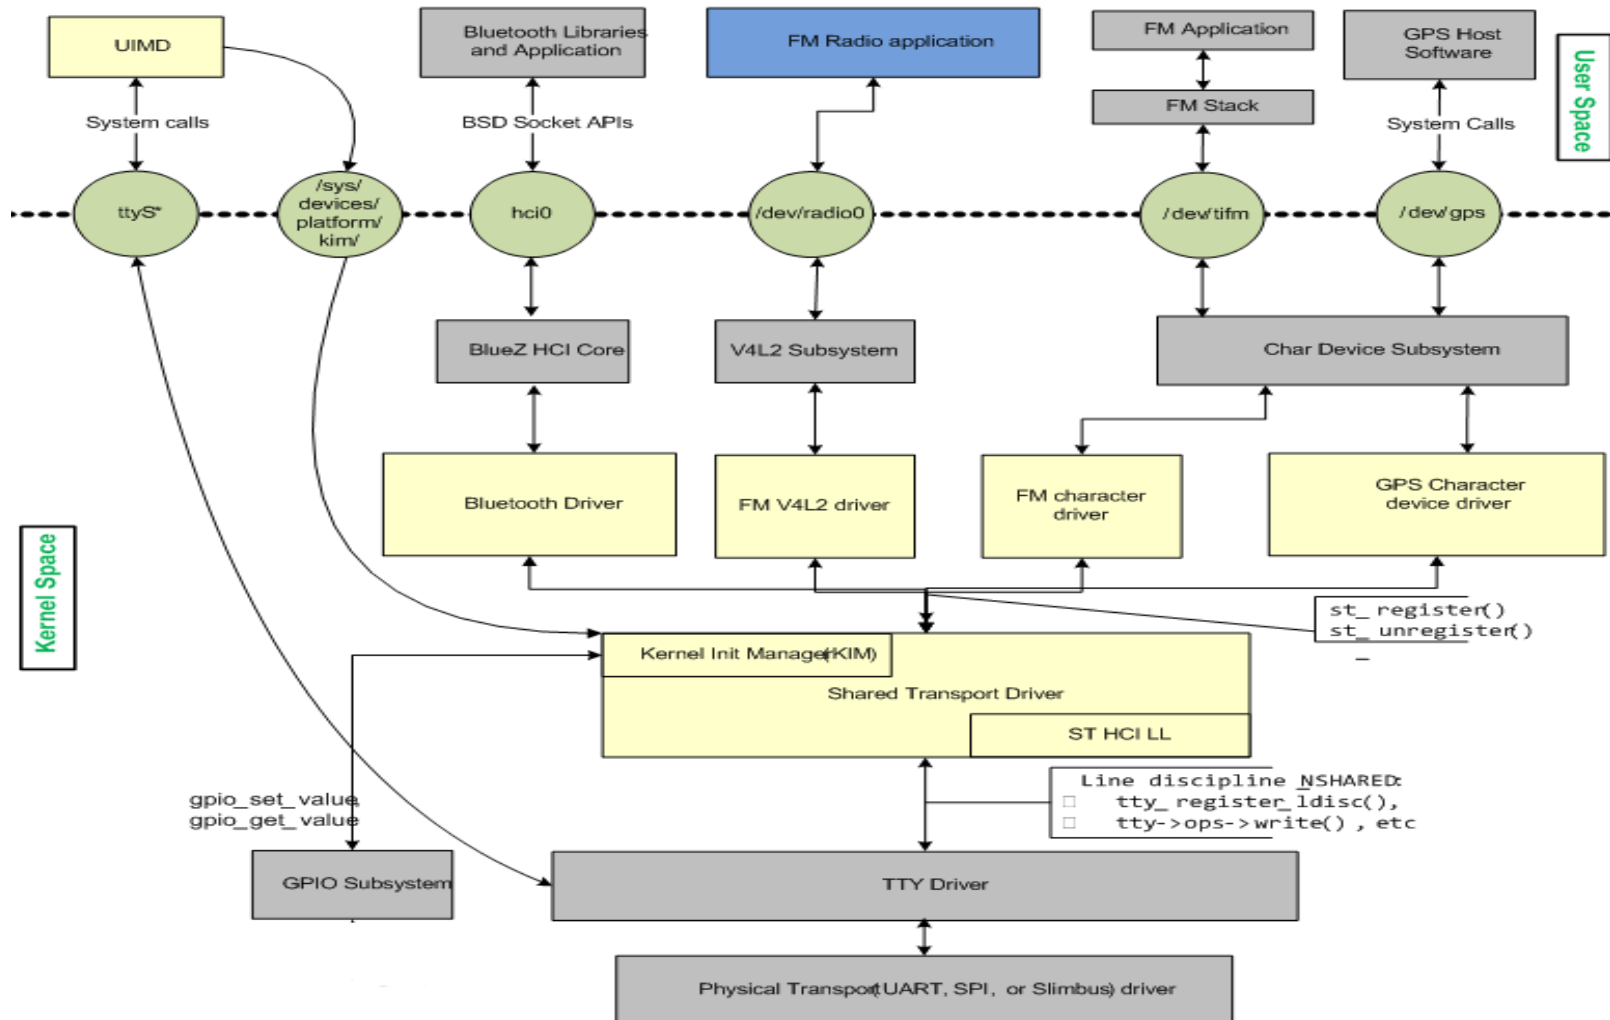 UIMD
Bluetooth Libraries
and Application
FM Radio application
FM Application
GPS Host
Software
User Space
FM Stack
System calls
BSD Socket APIs
System Calls
ttyS*
/sys/
devices/
platform/
kim/
hci0
/dev/radio0
/dev/tifm
/dev/gps
BlueZ HCI Core
V4L2 Subsystem
Char Device Subsystem
Bluetooth Driver
FM V4L2 driver
FM character
driver
GPS Character
device driver
Kernel Space
st_register()
st_unregister()
_
Kernel Init Manager(KIM)
Shared Transport Driver
ST HCI LL
Line discipline_NSHARED:
tty_register_ldisc(),
tty->ops->write() , etc
gpio_set_value,
gpio_get_value
GPIO Subsystem
TTY Driver
Physical Transport(UART, SPI, or Slimbus) driver